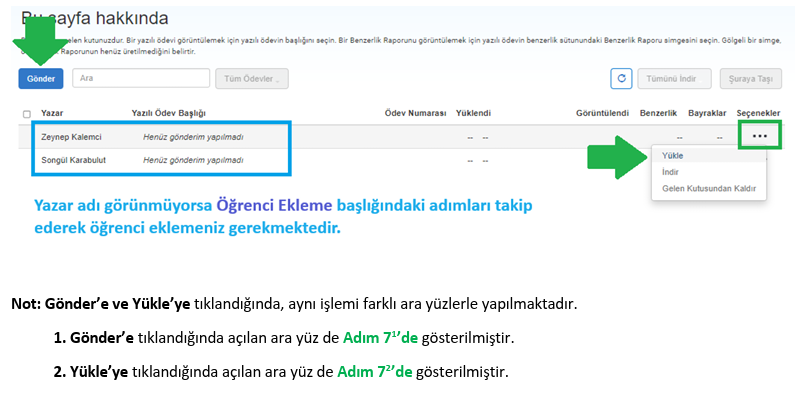 Bu sayfa hakkında
gelen kutunuzdur. Bir yazılı ödevi görüntülemek için yazılı ödevin başlığını seçin. Bir Benzerlik Raporunu görüntülemek için yazılı ödevin benzerlik sütunundaki Benzerlik Raporu simgesini seçin. Gölgeli bir simge,
Raporunun henüz üretilmediğini belirtir.
Gönder Ara Tüm Ödevler .. Tümünü İndir Şuraya Taşı
Yazar Yazılı Ödev Başlığı Ödev Numarası Yüklendi Görüntülendi Benzerlik Bayraklar Seçenekler
Zeynep Kalemci Henüz gönderim yapılmadı -- -- -- -- •••
Songül Karabulut Henüz gönderim yapılmadı -- --
Yükle
İndir
Gelen Kutusundan Kaldır
Yazar adı görünmüyorsa Öğrenci Ekleme başlığındaki adımları takip
ederek öğrenci eklemeniz gerekmektedir.
Not: Gönder’e ve Yükle’ye tıklandığında, aynı işlemi farklı ara yüzlerle yapılmaktadır.
1. Gönder’e tıklandığında açılan ara yüz de Adım 7¹’de gösterilmiştir.
2. Yükle’ye tıklandığında açılan ara yüz de Adım 7²’de gösterilmiştir.